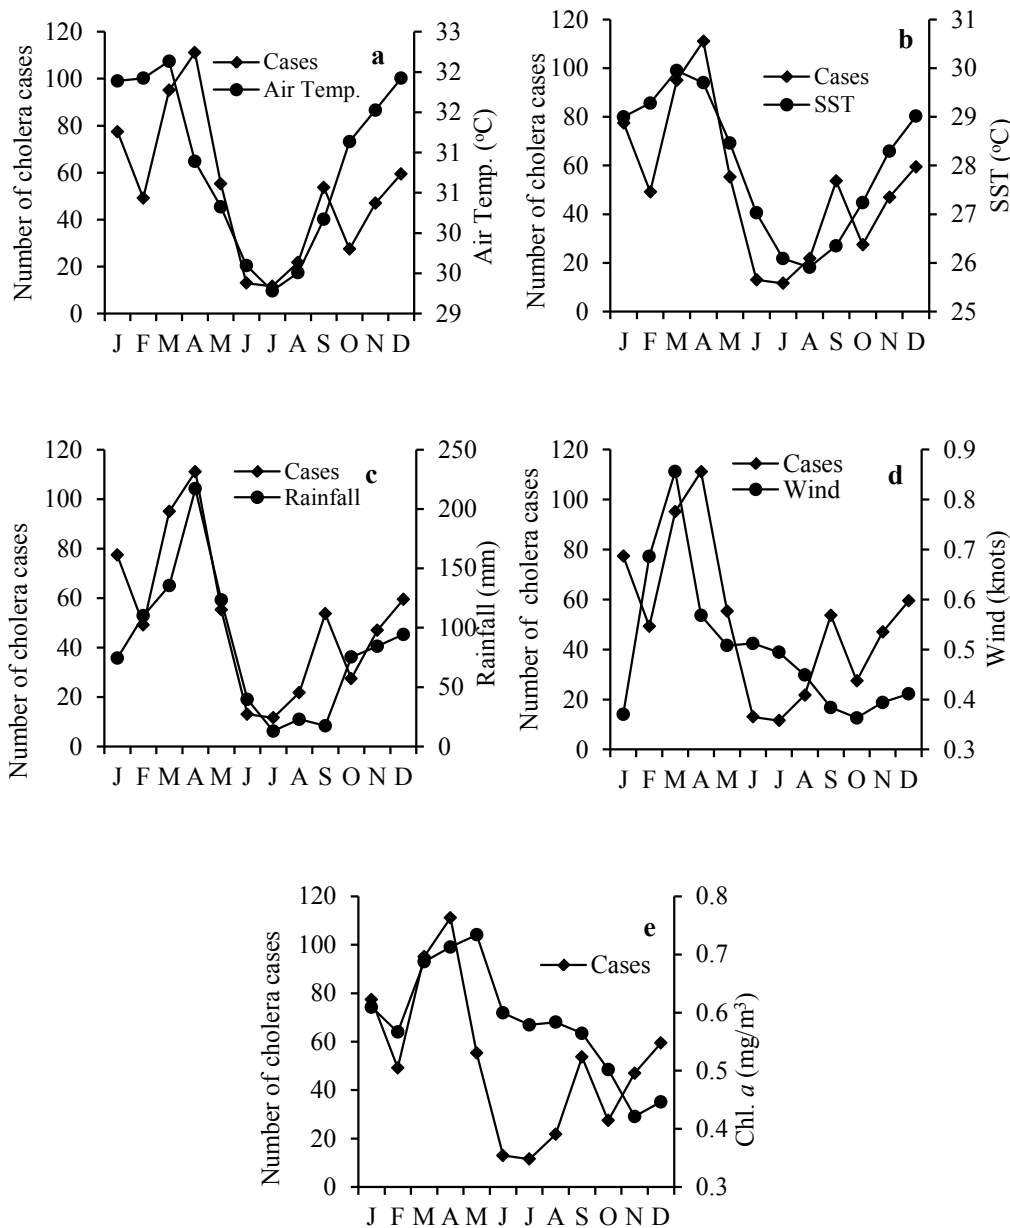 120
100
80
60
40
20
0
Number of cholera cases
Cases
Air Temp.
a
33
32
32
31
31
30
30
29
Air Temp. (ºC)
J F M A M J J A S O N D
120
100
80
60
40
20
0
Number of cholera cases
Cases
SST
b
31
30
29
28
27
26
25
SST (ºC)
J F M A M J J A S O N D
120
100
80
60
40
20
0
Number of cholera cases
Cases
Rainfall
c
250
200
150
100
50
0
Rainfall (mm)
J F M A M J J A S O N D
120
100
80
60
40
20
0
Number of cholera cases
Cases
Wind
d
0.9
0.8
0.7
0.6
0.5
0.4
0.3
Wind (knots)
J F M A M J J A S O N D
120
100
80
60
40
20
0
Number of cholera cases
Cases
e
0.8
0.7
0.6
0.5
0.4
0.3
Chl. a (mg/m³)
J F M A M J J A S O N D